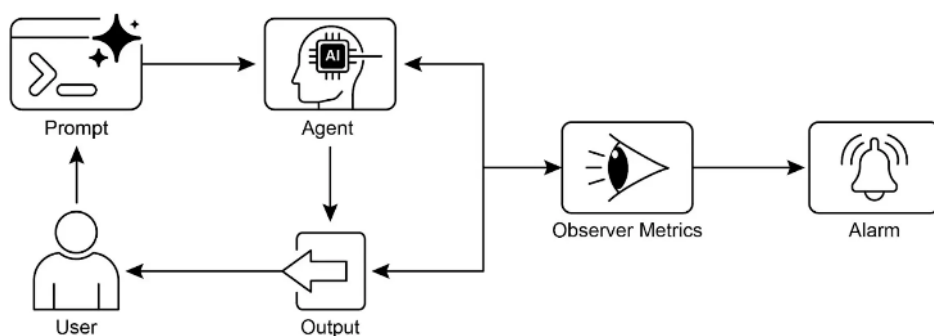 AI
Prompt
Agent
Observer Metrics
Alarm
User
Output